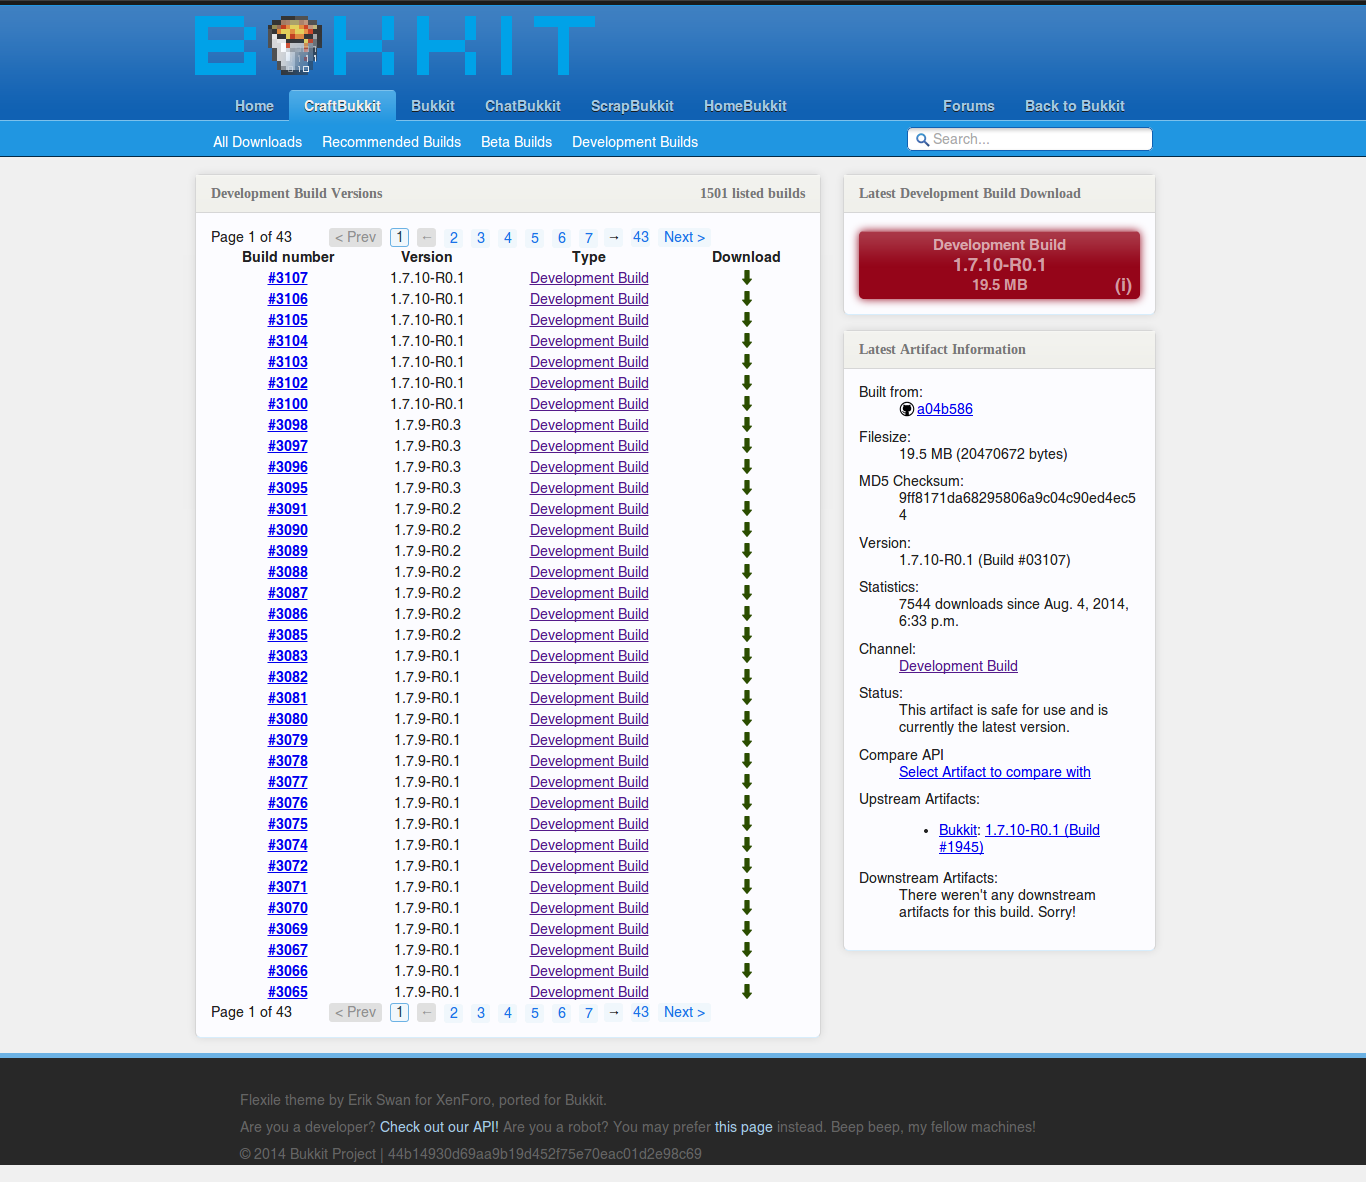 BUKKIT
Home CraftBukkit Bukkit ChatBukkit ScrapBukkit HomeBukkit Forums Back to Bukkit
All Downloads Recommended Builds Beta Builds Development Builds Search...
Development Build Versions 1501 listed builds
Page 1 of 43 < Prev 1 ← 2 3 4 5 6 7 → 43 Next >
Build number Version Type Download
#3107 1.7.10-R0.1 Development Build
#3106 1.7.10-R0.1 Development Build
#3105 1.7.10-R0.1 Development Build
#3104 1.7.10-R0.1 Development Build
#3103 1.7.10-R0.1 Development Build
#3102 1.7.10-R0.1 Development Build
#3100 1.7.10-R0.1 Development Build
#3098 1.7.9-R0.3 Development Build
#3097 1.7.9-R0.3 Development Build
#3096 1.7.9-R0.3 Development Build
#3095 1.7.9-R0.3 Development Build
#3091 1.7.9-R0.2 Development Build
#3090 1.7.9-R0.2 Development Build
#3089 1.7.9-R0.2 Development Build
#3088 1.7.9-R0.2 Development Build
#3087 1.7.9-R0.2 Development Build
#3086 1.7.9-R0.2 Development Build
#3085 1.7.9-R0.2 Development Build
#3083 1.7.9-R0.1 Development Build
#3082 1.7.9-R0.1 Development Build
#3081 1.7.9-R0.1 Development Build
#3080 1.7.9-R0.1 Development Build
#3079 1.7.9-R0.1 Development Build
#3078 1.7.9-R0.1 Development Build
#3077 1.7.9-R0.1 Development Build
#3076 1.7.9-R0.1 Development Build
#3075 1.7.9-R0.1 Development Build
#3074 1.7.9-R0.1 Development Build
#3072 1.7.9-R0.1 Development Build
#3071 1.7.9-R0.1 Development Build
#3070 1.7.9-R0.1 Development Build
#3069 1.7.9-R0.1 Development Build
#3067 1.7.9-R0.1 Development Build
#3066 1.7.9-R0.1 Development Build
#3065 1.7.9-R0.1 Development Build
Page 1 of 43 < Prev 1 ← 2 3 4 5 6 7 → 43 Next >
Latest Development Build Download
Development Build
1.7.10-R0.1
19.5 MB (i)
Latest Artifact Information
Built from:
a04b586
Filesize:
19.5 MB (20470672 bytes)
MD5 Checksum:
9ff8171da68295806a9c04c90ed4ec5
4
Version:
1.7.10-R0.1 (Build #03107)
Statistics:
7544 downloads since Aug. 4, 2014,
6:33 p.m.
Channel:
Development Build
Status:
This artifact is safe for use and is
currently the latest version.
Compare API
Select Artifact to compare with
Upstream Artifacts:
• Bukkit: 1.7.10-R0.1 (Build
#1945)
Downstream Artifacts:
There weren't any downstream
artifacts for this build. Sorry!
Flexile theme by Erik Swan for XenForo, ported for Bukkit.
Are you a developer? Check out our API! Are you a robot? You may prefer this page instead. Beep beep, my fellow machines!
© 2014 Bukkit Project | 44b14930d69aa9b19d452f75e70eac01d2e98c69